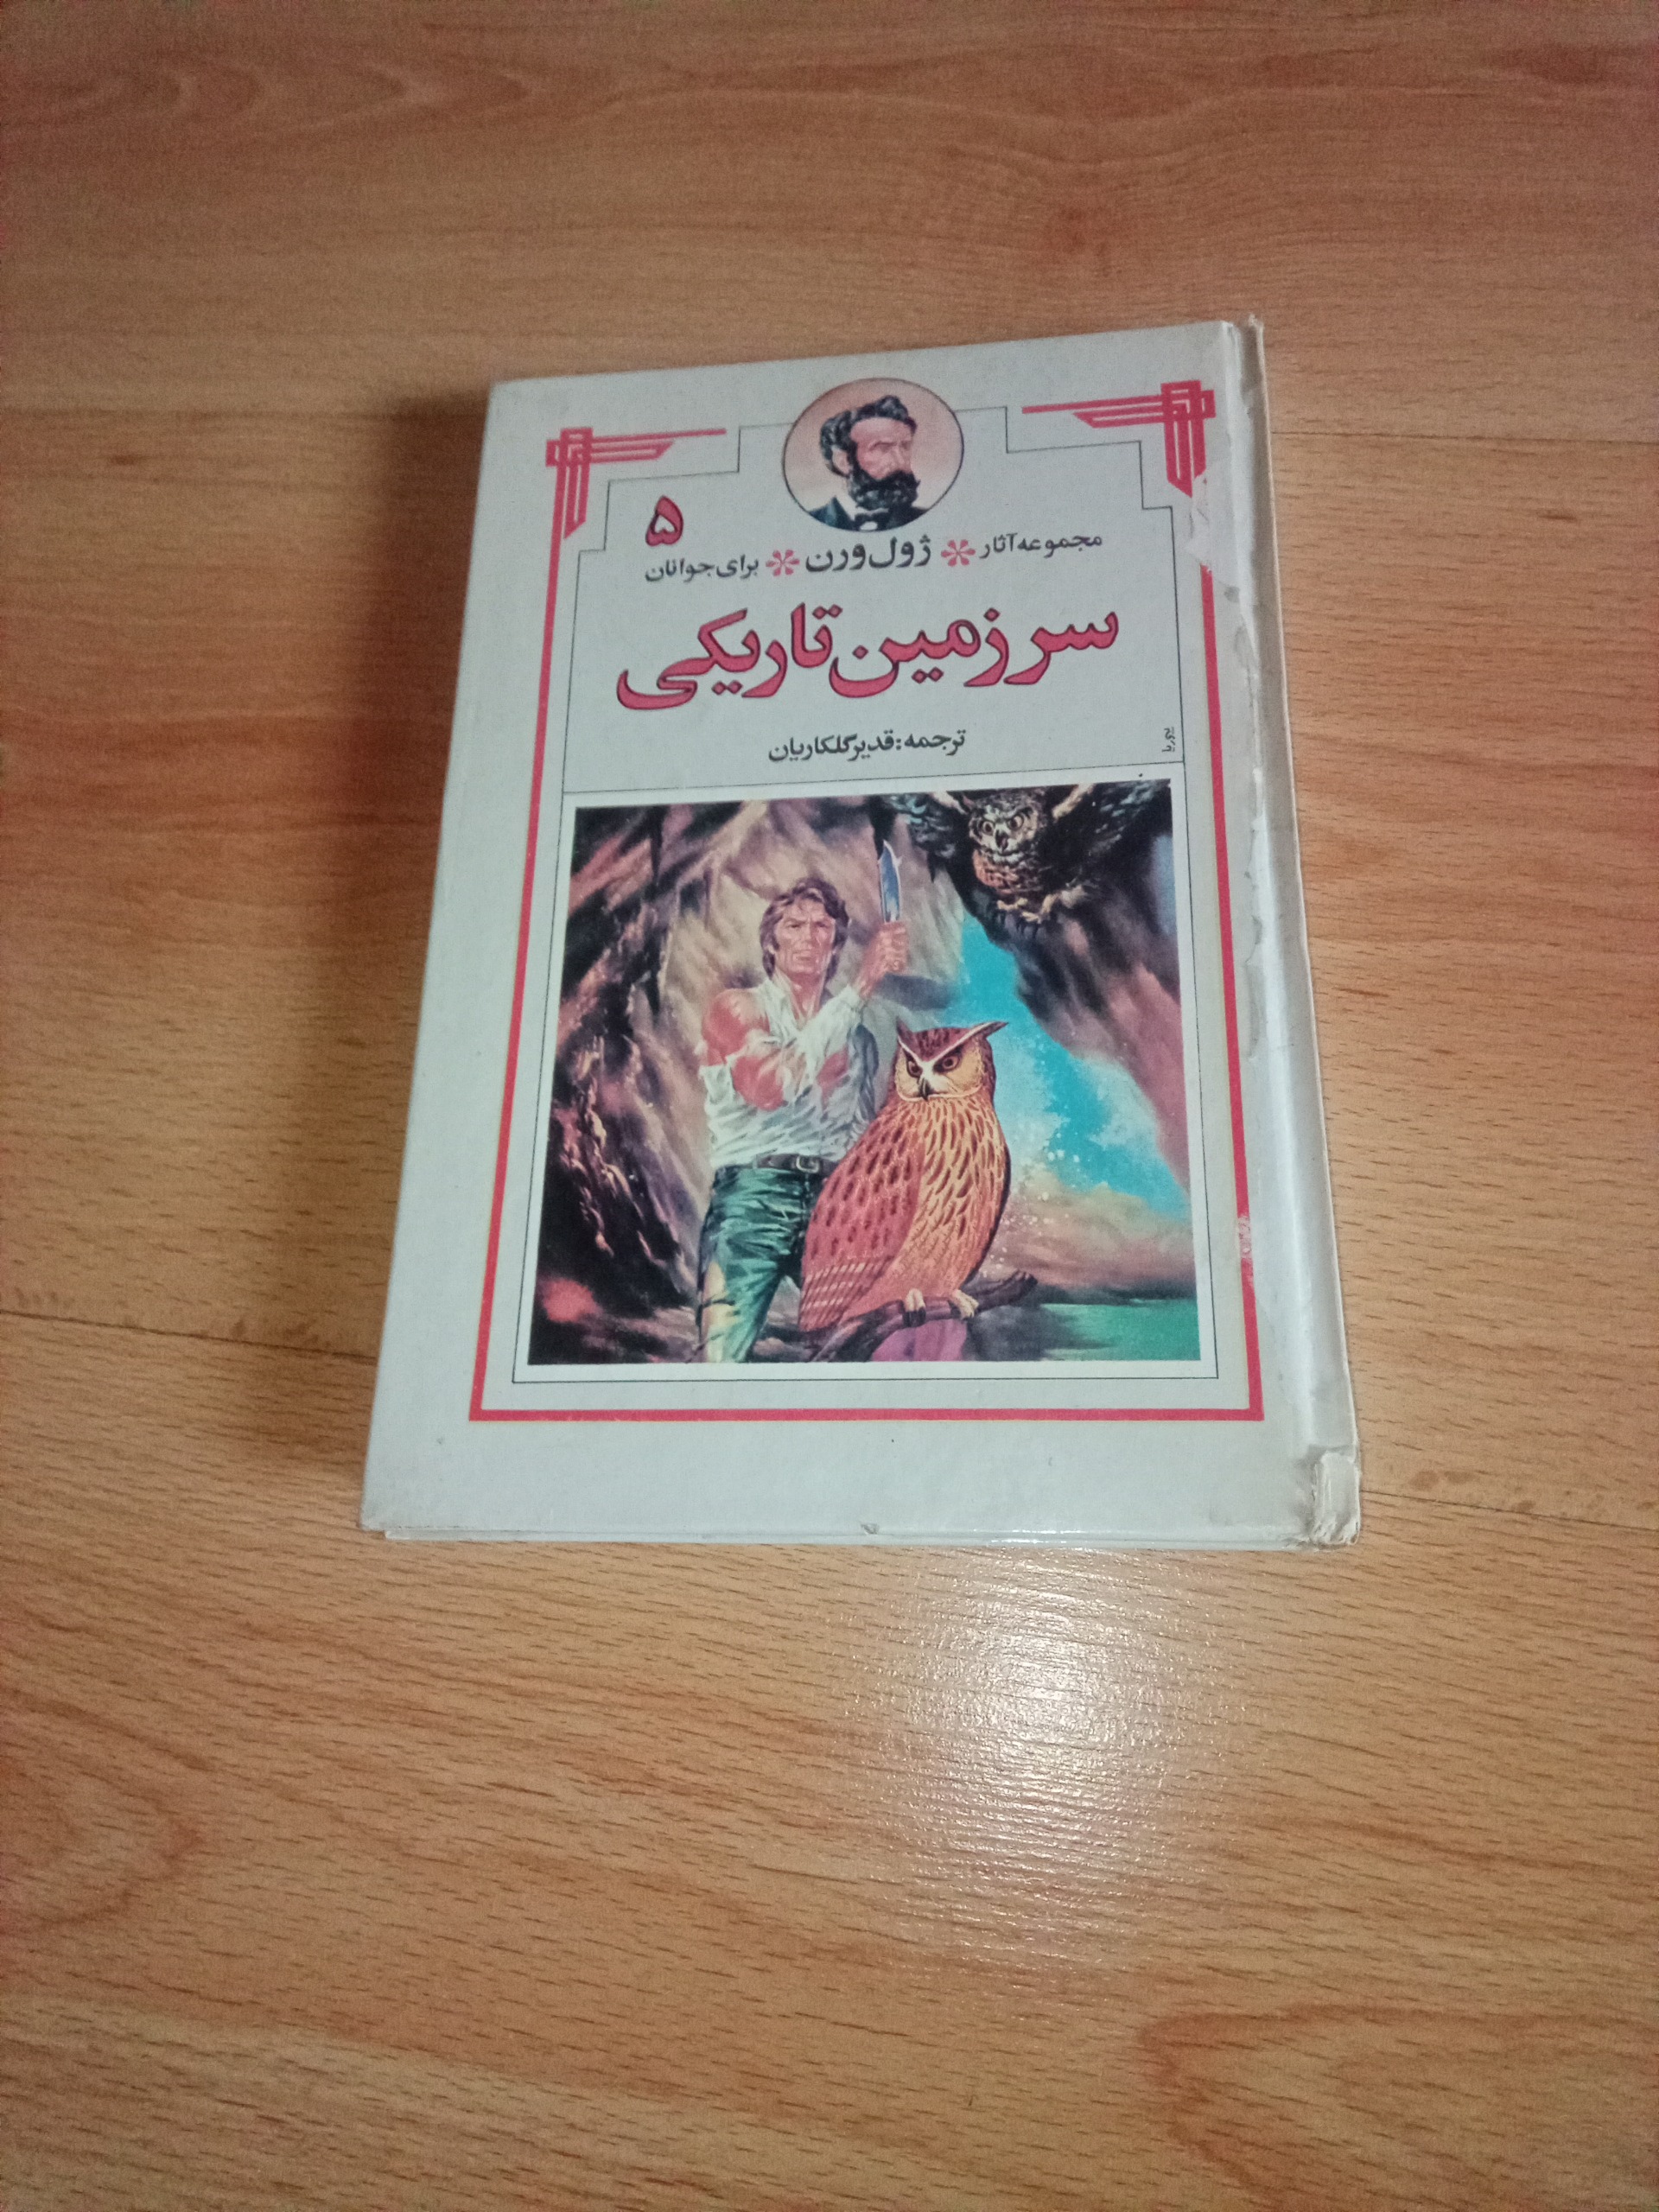 ۵
مجموعه آثار * ژول ورن * برای جوانان
سرزمین تاریکی
ترجمه: قدیر گلکاریان